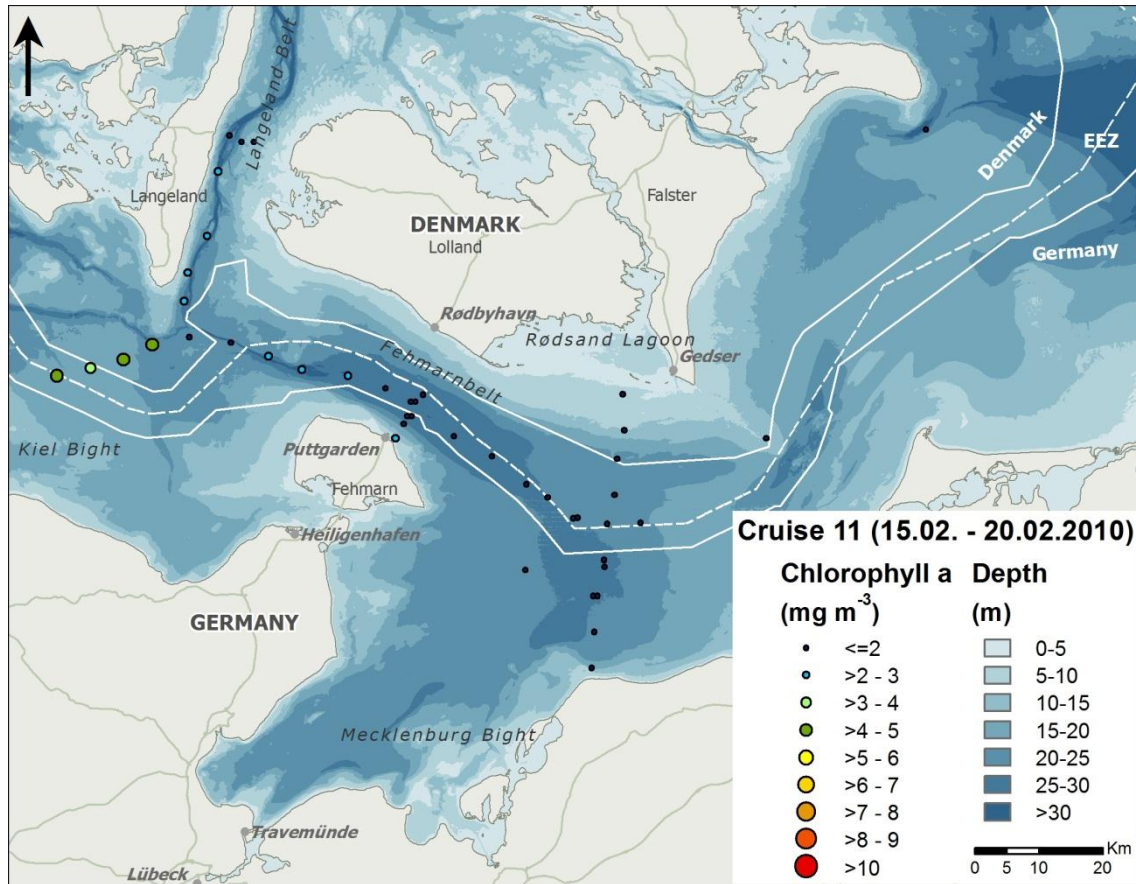 Langeland Belt
Denmark
EEZ
Langeland
Falster
DENMARK
Lolland
Germany
Rødbyhavn
Rødsand Lagoon
Gedser
Fehmarnbelt
Kiel Bight
Puttgarden
Fehmarn
Heiligenhafen
GERMANY
Mecklenburg Bight
Travemünde
Lübeck
Cruise 11 (15.02. - 20.02.2010)
Chlorophyll a
(mg m⁻³)
<=2
>2 - 3
>3 - 4
>4 - 5
>5 - 6
>6 - 7
>7 - 8
>8 - 9
>10
Depth
(m)
0-5
5-10
10-15
15-20
20-25
25-30
>30
Km
0 5 10 20